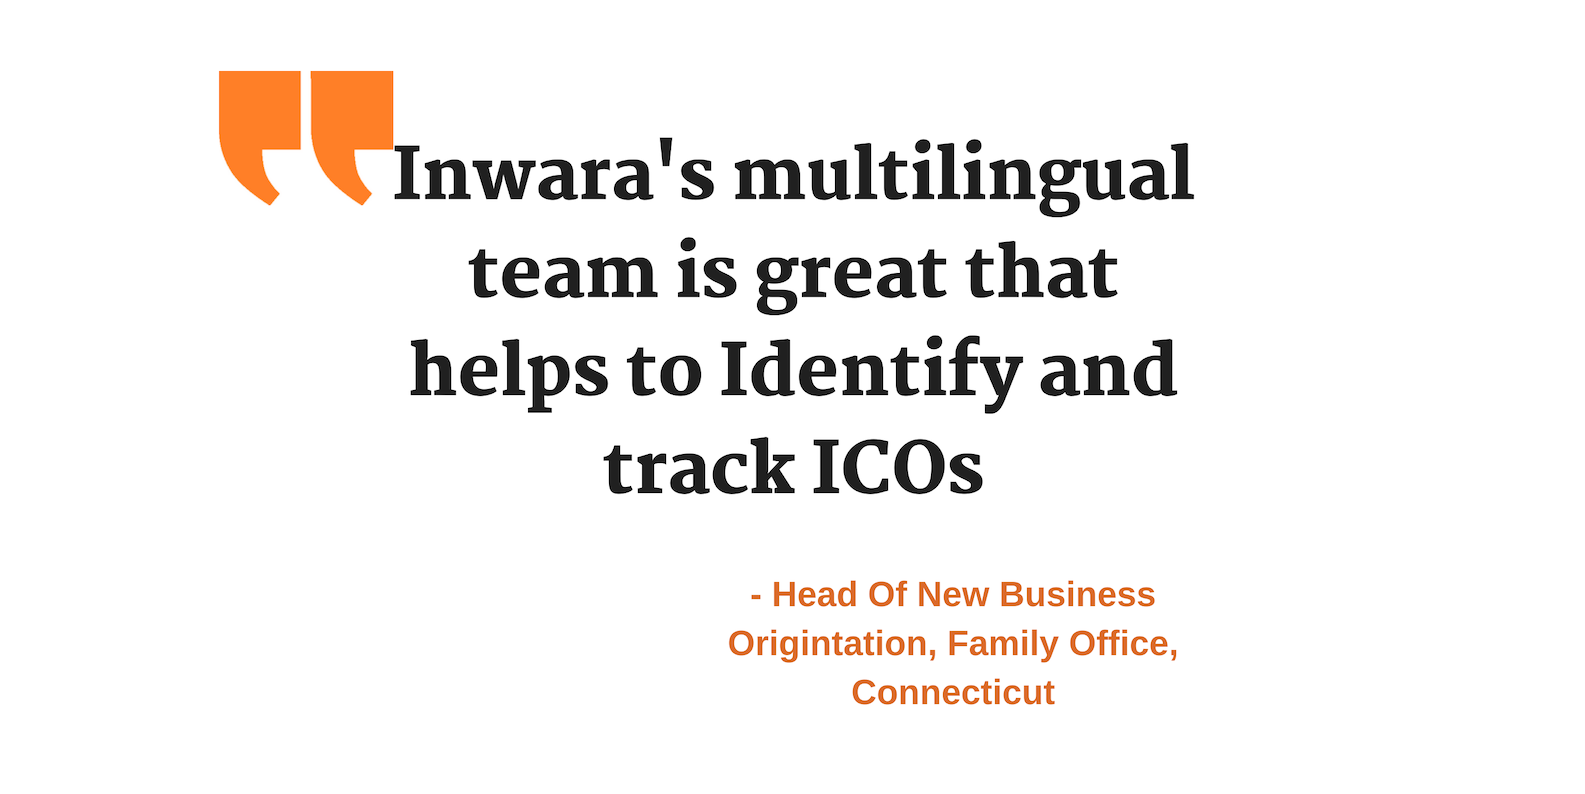 Inwara's multilingual
team is great that
helps to Identify and
track ICOs
- Head Of New Business
Origintation, Family Office,
Connecticut